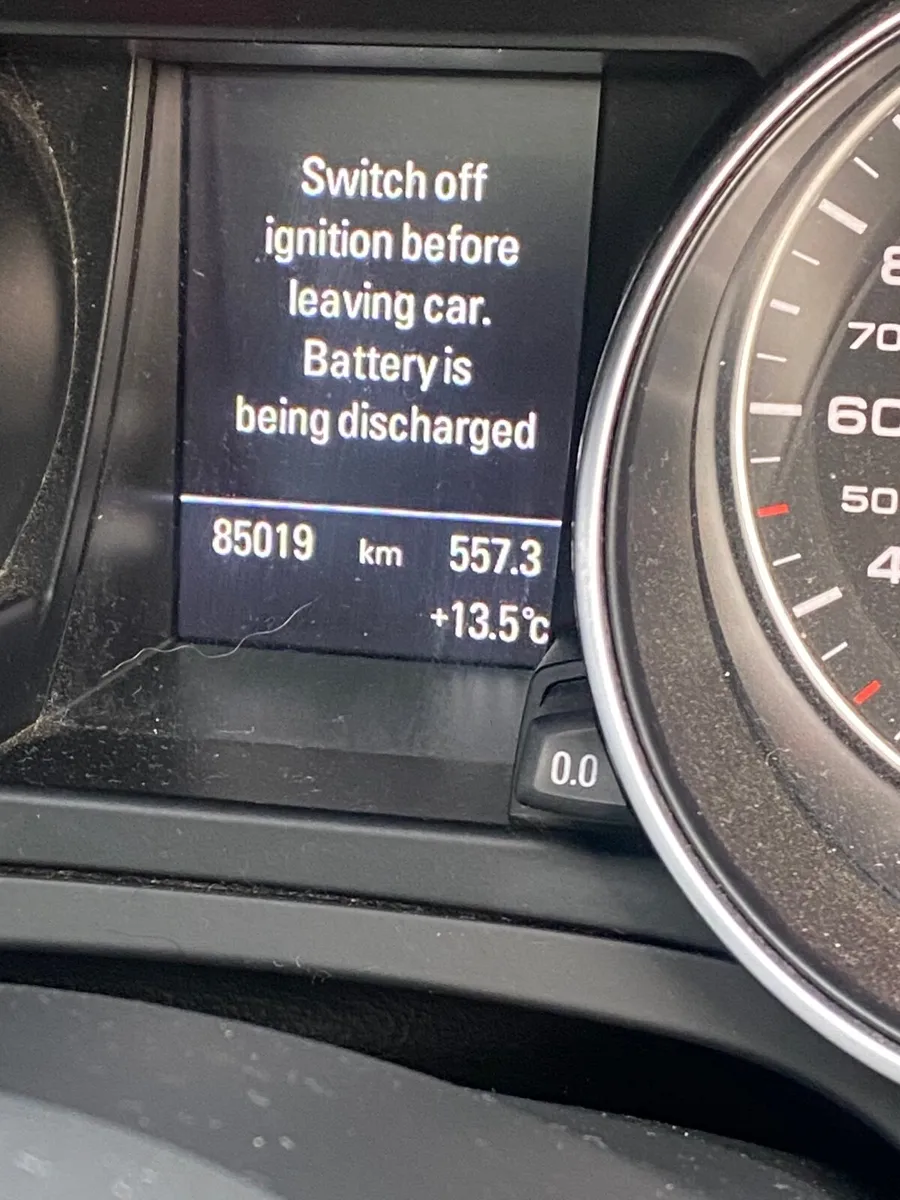 Switch off
ignition before
leaving car.
Battery is
being discharged
85019 km 557.3
+13.5°c
0.0
70
60
50